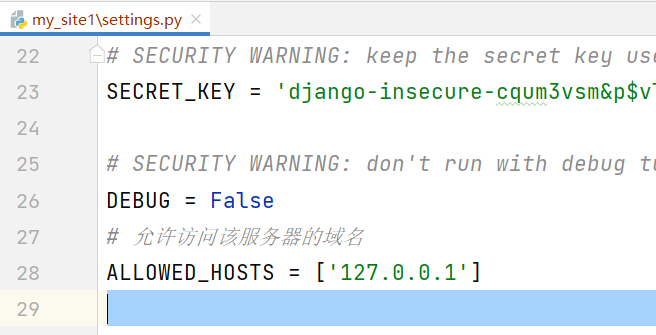 my_site1\settings.py
22 # SECURITY WARNING: keep the secret key use
23 SECRET_KEY = 'django-insecure-cqum3vsm&p$v
24
25 # SECURITY WARNING: don't run with debug tu
26 DEBUG = False
27 # 允许访问该服务器的域名
28 ALLOWED_HOSTS = ['127.0.0.1']
29